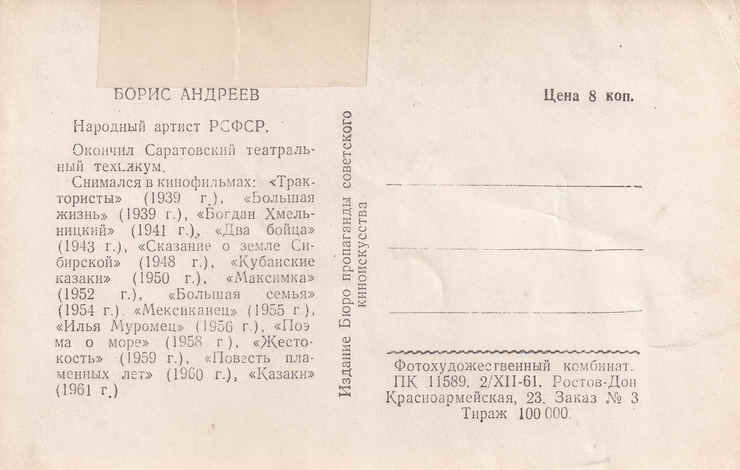 БОРИС АНДРЕЕВ
Народный артист РСФСР.
Окончил Саратовский театраль-
ный техникум.
Снимался в кинофильмах: «Трак-
тористы» (1939 г.), «Большая
жизнь» (1939 г.), «Богдан Хмель-
ницкий» (1941 г.), «Два бойца»
(1943 г.), «Сказание о земле Си-
бирской» (1948 г.), «Кубанские
казаки» (1950 г.), «Максимка»
(1952 г.), «Большая семья»
(1954 г.). «Мексиканец» (1955 г),
«Илья Муромец» (1956 г.), «Поэ
ма о море» (1958 г), «Жесто-
кость» (1959 г.), «Повесть пла-
менных лет» (1960 г.), «Казаки»
(1961 г.)
Издание Бюро пропаганды советского
киноискусства.
Цена 8 коп.
Фотохудожественный комбинат.
ПК 11589. 2/XII-61. Ростов-Дон
Красноармейская, 23. Заказ № 3
Тираж 100 000.